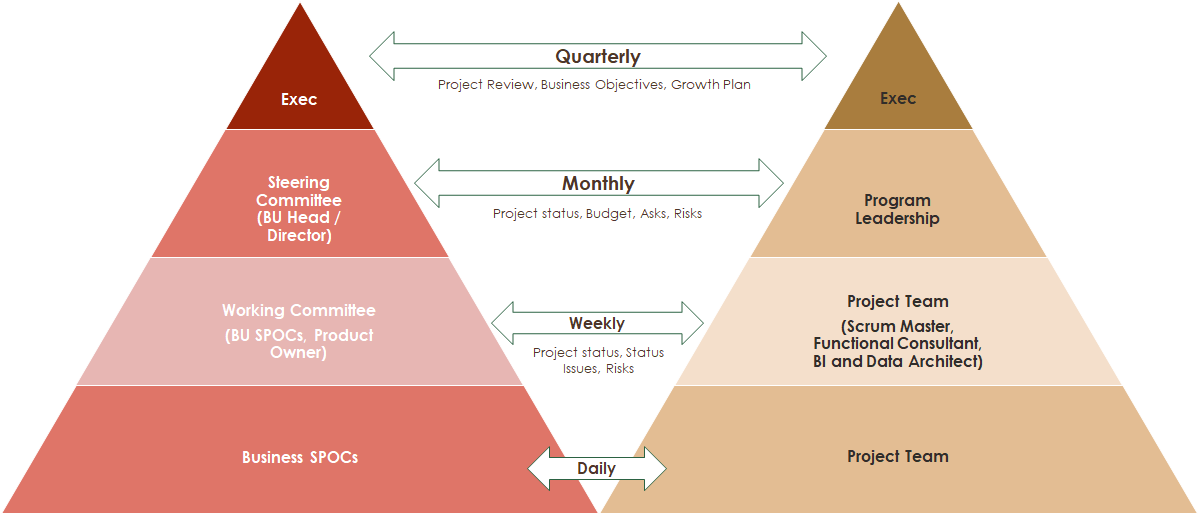 Exec
Quarterly
Project Review, Business Objectives, Growth Plan
Exec
Steering
Committee
(BU Head /
Director)
Monthly
Project status, Budget, Asks, Risks
Program
Leadership
Working Committee
(BU SPOCs, Product
Owner)
Weekly
Project status, Status
Issues, Risks
Project Team
(Scrum Master,
Functional Consultant,
BI and Data Architect)
Business SPOCs
Daily
Project Team